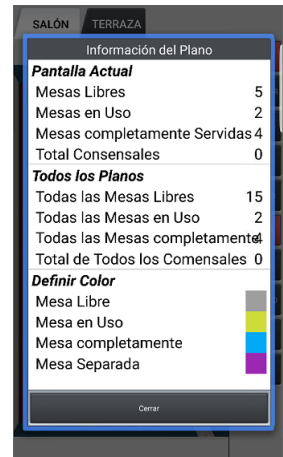 SALÓN TERRAZA
Información del Plano
Pantalla Actual
Mesas Libres 5
Mesas en Uso 2
Mesas completamente Servidas 4
Total Consensales 0
Todos los Planos
Todas las Mesas Libres 15
Todas las Mesas en Uso 2
Todas las Mesas completamente 4
Total de Todos los Comensales 0
Definir Color
Mesa Libre
Mesa en Uso
Mesa completamente
Mesa Separada
Cerrar